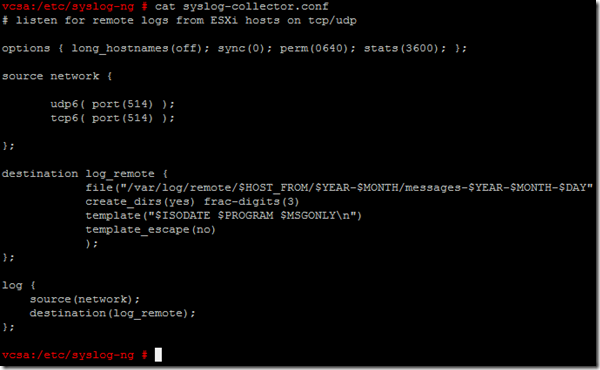 vcsa:/etc/syslog-ng # cat syslog-collector.conf
# listen for remote logs from ESXi hosts on tcp/udp
options { long_hostnames(off); sync(0); perm(0640); stats(3600); };
source network {
udp6( port(514) );
tcp6( port(514) );
};
destination log_remote {
file("/var/log/remote/$HOST_FROM/$YEAR-$MONTH/messages-$YEAR-$MONTH-$DAY"
create_dirs(yes) frac-digits(3)
template("$ISODATE $PROGRAM $MSGONLY\n")
template_escape(no)
);
};
log {
source(network);
destination(log_remote);
};
vcsa:/etc/syslog-ng #